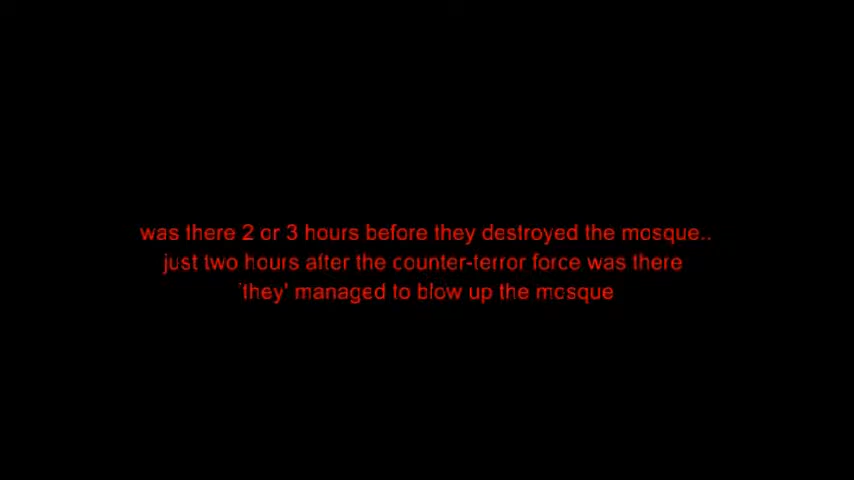 was there 2 or 3 hours before they destroyed the mosque..
just two hours after the counter-terror force was there
'they' managed to blow up the mosque